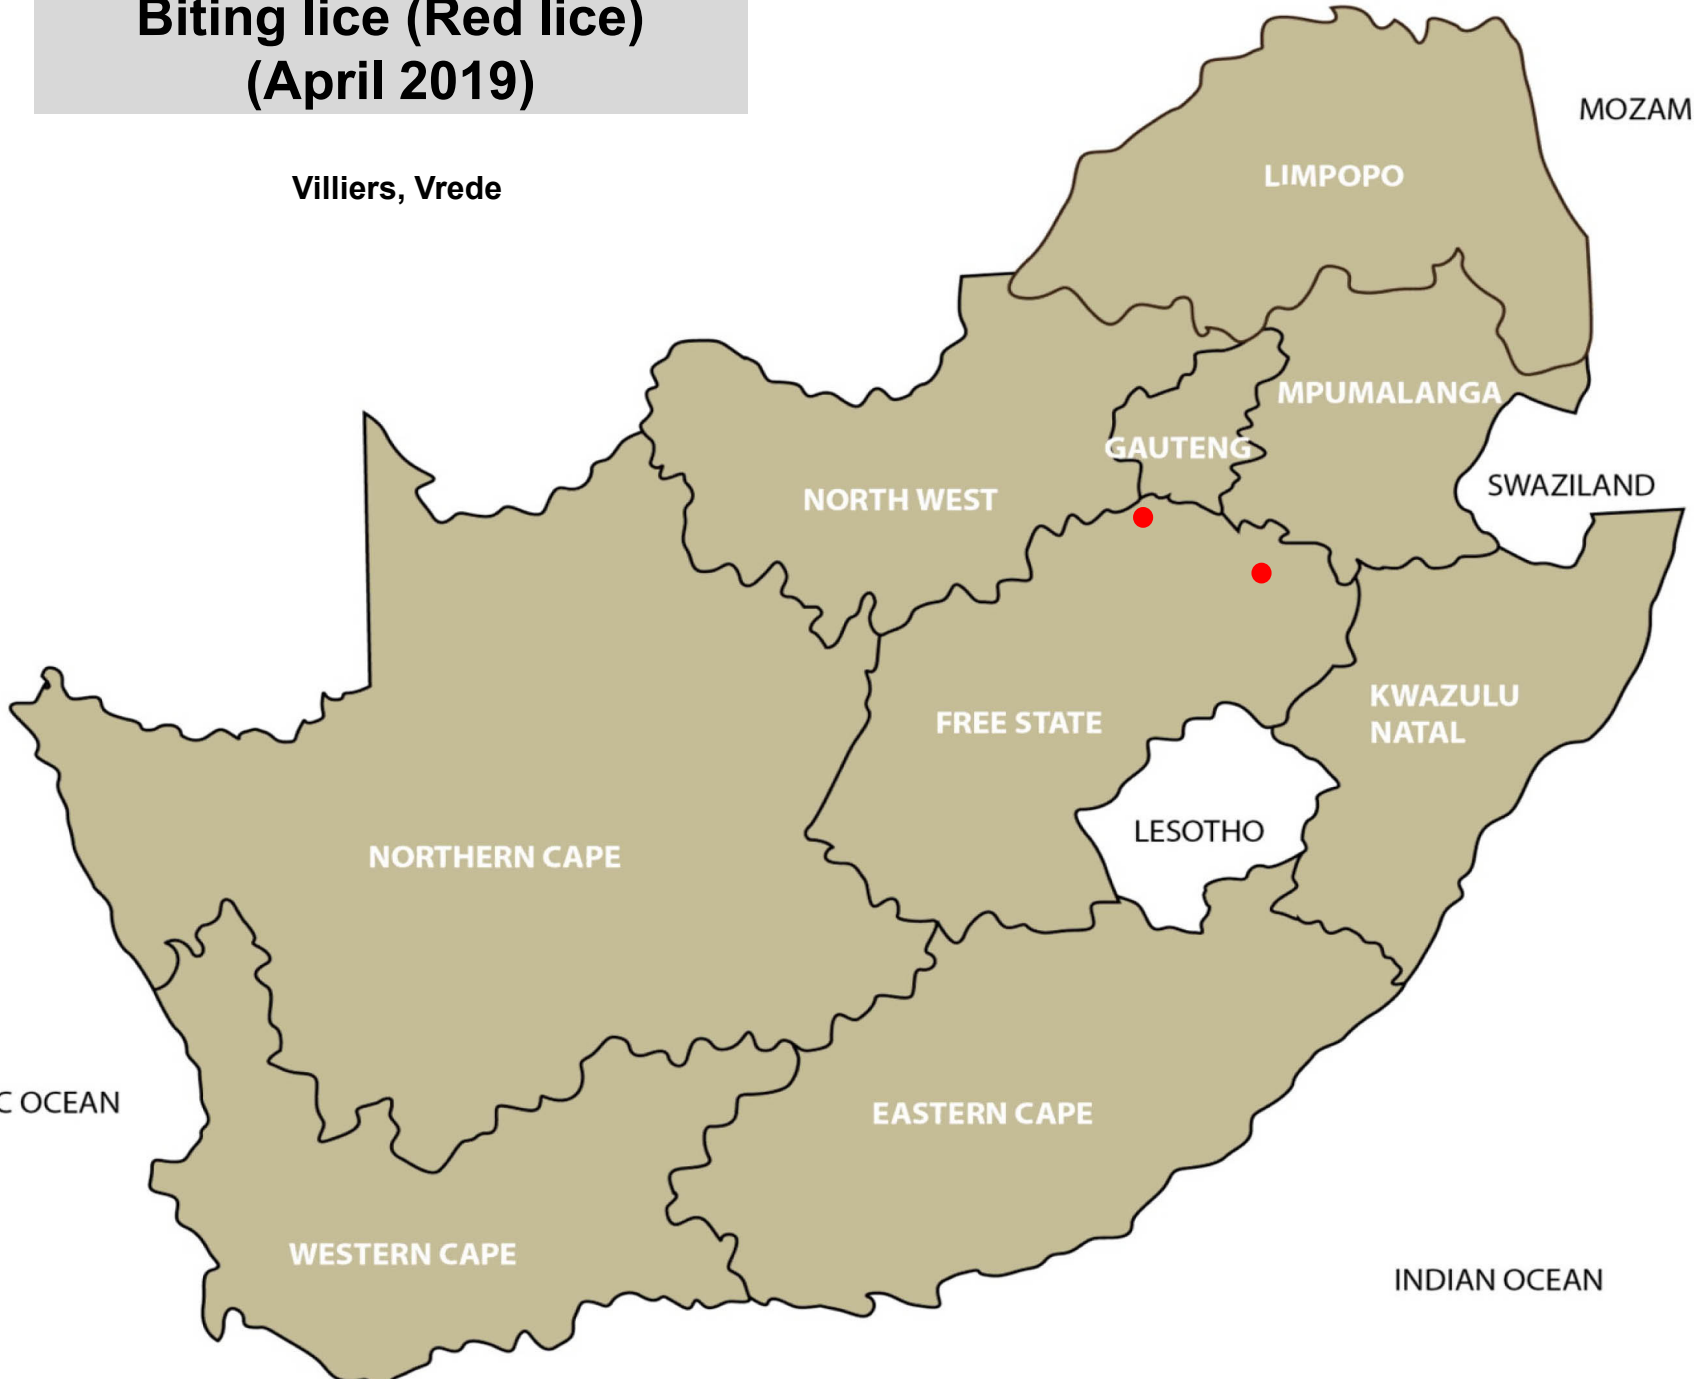 Biting lice (Red lice)
(April 2019)
Villiers, Vrede
MOZAM
LIMPOPO
MPUMALANGA
GAUTENG
SWAZILAND
NORTH WEST
FREE STATE
KWAZULU
NATAL
LESOTHO
NORTHERN CAPE
C OCEAN
EASTERN CAPE
WESTERN CAPE
INDIAN OCEAN